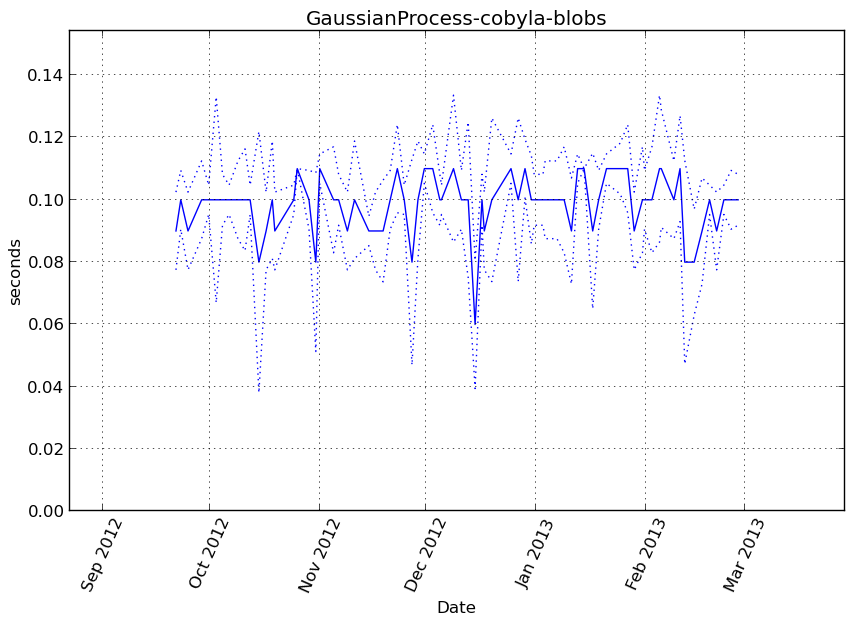 GaussianProcess-cobyla-blobs
seconds
0.14
0.12
0.10
0.08
0.06
0.04
0.02
0.00
Sep 2012
Oct 2012
Nov 2012
Dec 2012
Jan 2013
Feb 2013
Mar 2013
Date